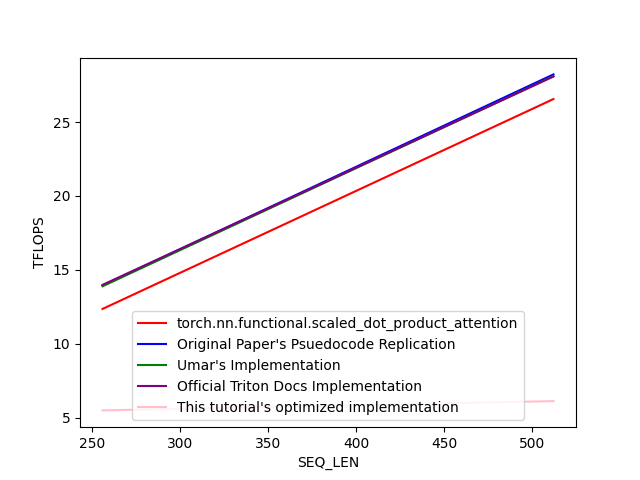 25
20
15
10
5
TFLOPS
torch.nn.functional.scaled_dot_product_attention
Original Paper's Psuedocode Replication
Umar's Implementation
Official Triton Docs Implementation
This tutorial's optimized implementation
250 300 350 400 450 500
SEQ_LEN